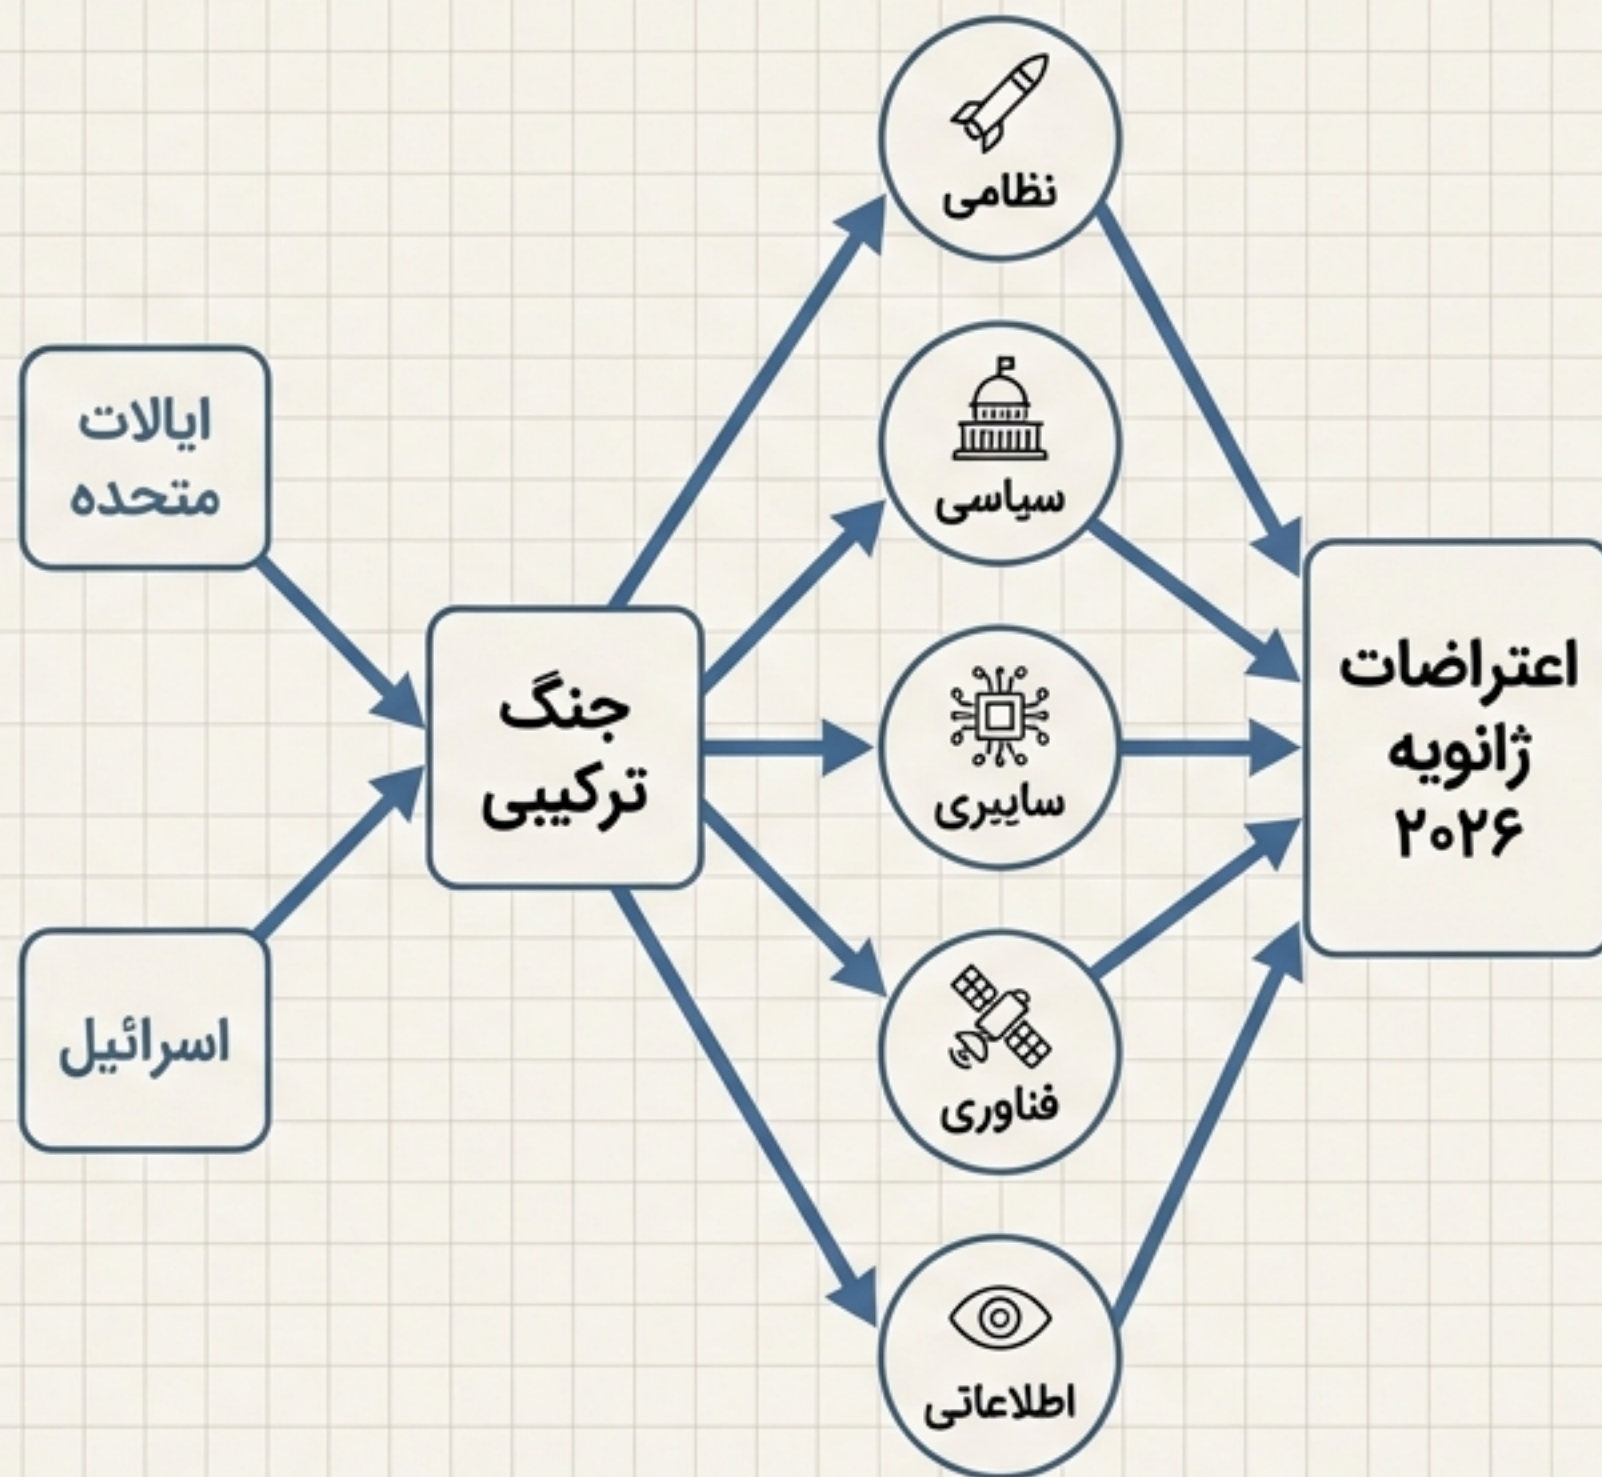 ایالات
متحده
اسرائیل
جنگ
ترکیبی
نظامی
سیاسی
سایبری
فناوری
اطلاعاتی
اعتراضات
ژانویه
۲۰۲۶